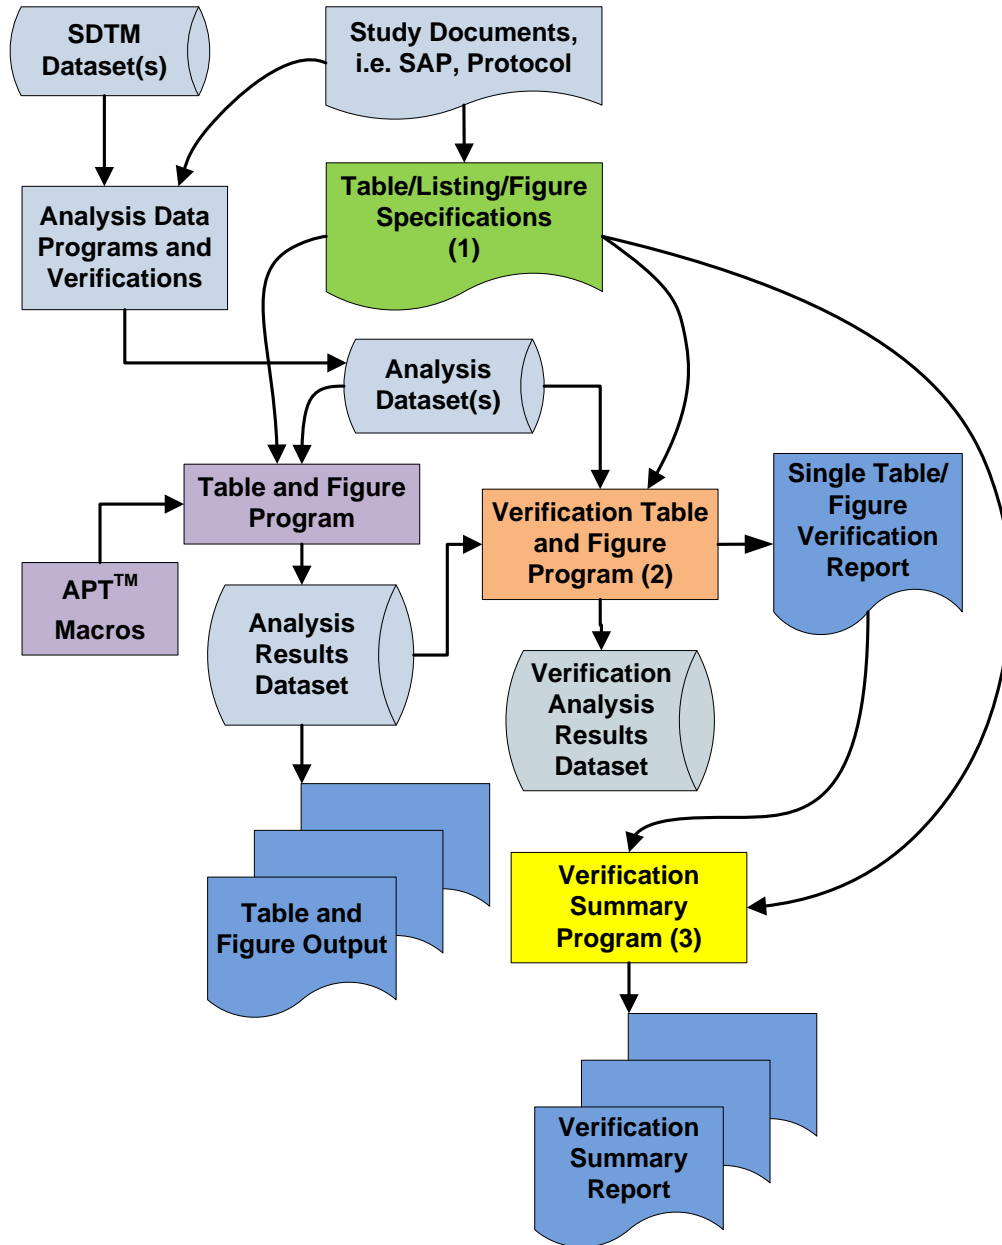 SDTM
Dataset(s)
Study Documents,
i.e. SAP, Protocol
Analysis Data
Programs and
Verifications
Table/Listing/Figure
Specifications
(1)
Analysis
Dataset(s)
Table and Figure
Program
Verification Table
and Figure
Program (2)
Single Table/
Figure
Verification
Report
APT™
Macros
Analysis
Results
Dataset
Verification
Analysis
Results
Dataset
Table and
Figure Output
Verification
Summary
Program (3)
Verification
Summary
Report